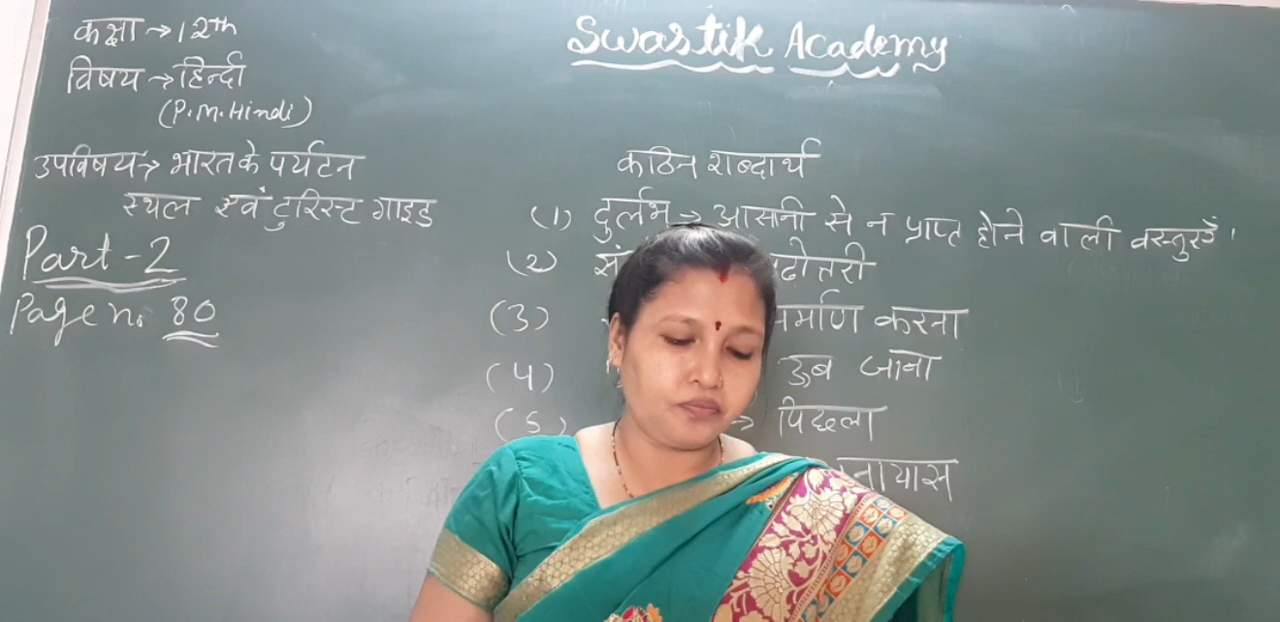 कक्षा → 12th
विषय → हिन्दी
(P.M. Hindi)
उपविषय → भारत के पर्यटन
स्थल एवं टुरिस्ट गाइड
Part-2
Page no. 80
Swastik Academy
कठिन शब्दार्थ
(1) दुर्लभ → आसानी से न प्राप्त होने वाली वस्तुएँ।
(2)
(3) करना
(4) ऊब जाना
(5) → पिछला